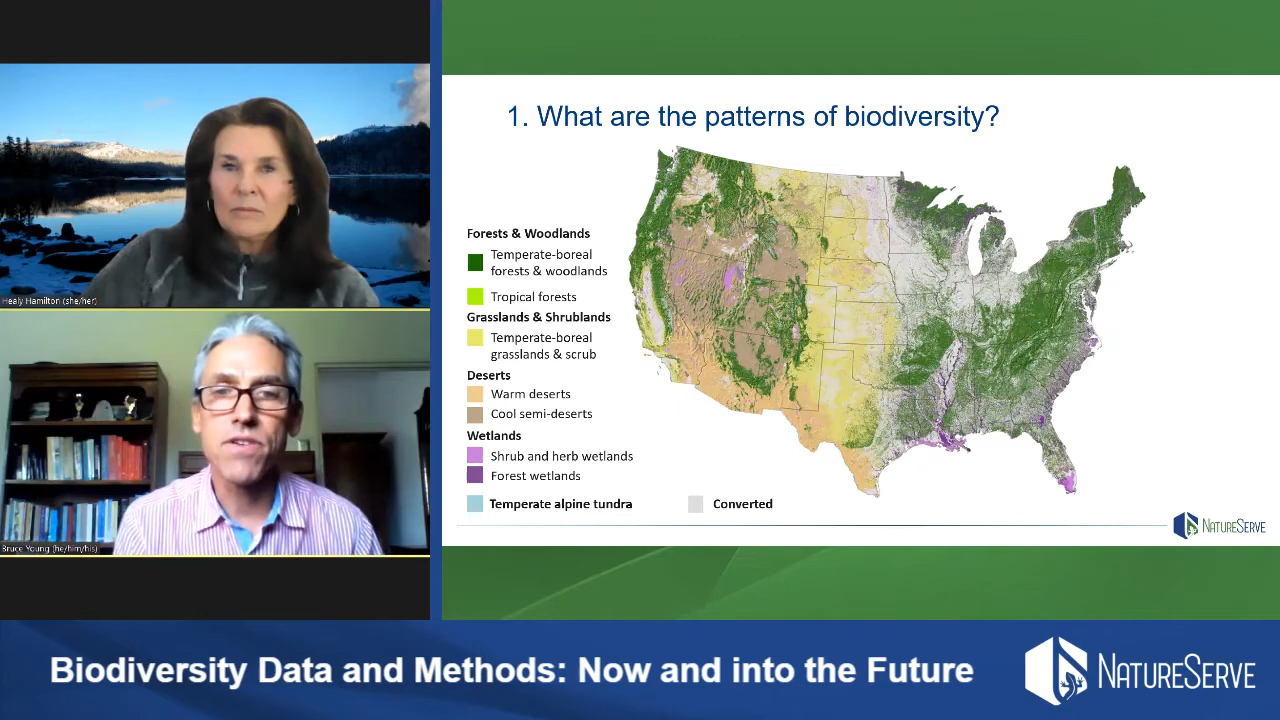 Healy Hamilton (she/her)
Bruce Young (he/him/his)
1. What are the patterns of biodiversity?
Forests & Woodlands
Temperate-boreal
forests & woodlands
Tropical forests
Grasslands & Shrublands
Temperate-boreal
grasslands & scrub
Deserts
Warm deserts
Cool semi-deserts
Wetlands
Shrub and herb wetlands
Forest wetlands
Temperate alpine tundra
Converted
NATURESERVE
Biodiversity Data and Methods: Now and into the Future
NATURESERVE